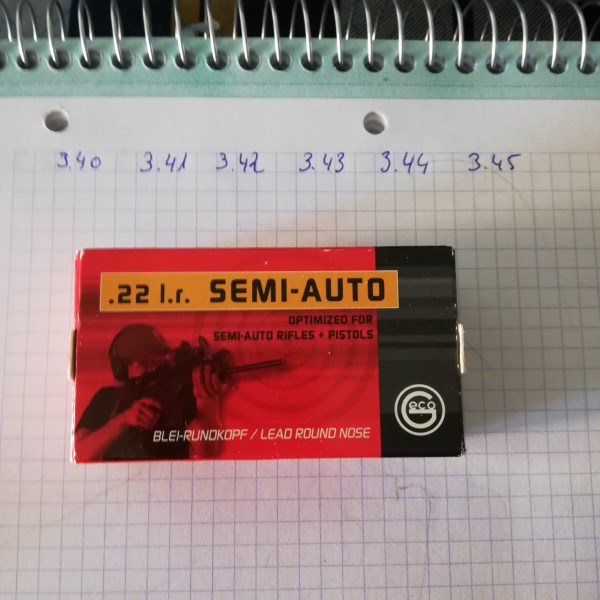 3.40 3.41 3.42 3.43 3.44 3.45
.22 l.r. SEMI-AUTO
OPTIMIZED FOR
SEMI-AUTO RIFLES + PISTOLS
Geco
BLEI-RUNDKOPF / LEAD ROUND NOSE